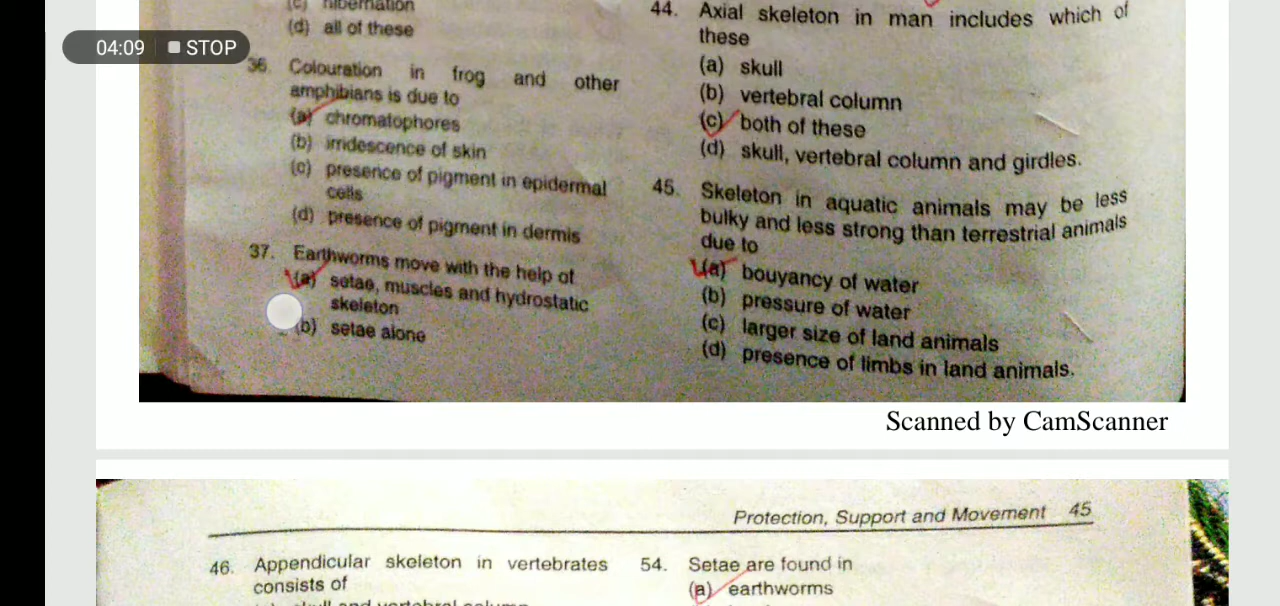 (c) hibernation
(d) all of these
04:09 STOP
36. Colouration in frog and other
amphibians is due to
(a) chromatophores
(b) irridescence of skin
(c) presence of pigment in epidermal
cells
(d) presence of pigment in dermis
37. Earthworms move with the help of
(a) setae, muscles and hydrostatic
skeleton
(b) setae alone
44. Axial skeleton in man includes which of
these
(a) skull
(b) vertebral column
(c) both of these
(d) skull, vertebral column and girdles.
45. Skeleton in aquatic animals may be less
bulky and less strong than terrestrial animals
due to
(a) bouyancy of water
(b) pressure of water
(c) larger size of land animals
(d) presence of limbs in land animals.
Scanned by CamScanner
Protection, Support and Movement 45
46. Appendicular skeleton in vertebrates
consists of
skull and vertebral column
54. Setae are found in
(a) earthworms